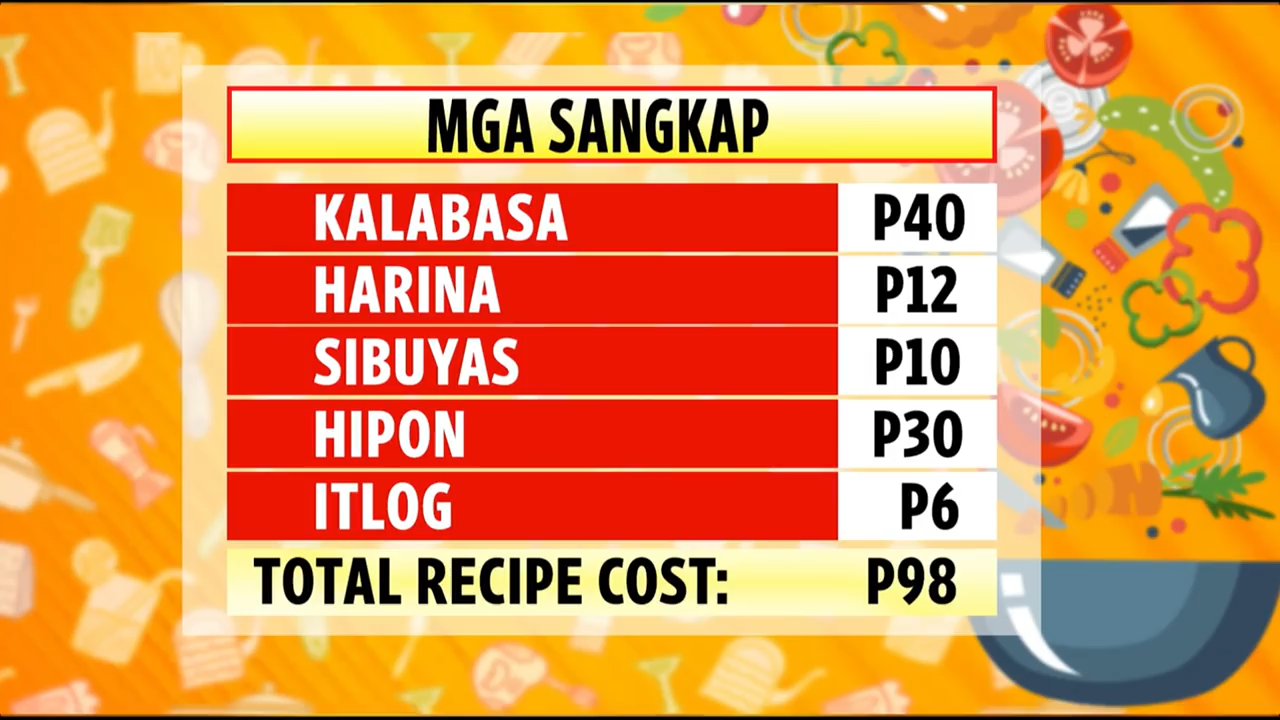 MGA SANGKAP
KALABASA P40
HARINA P12
SIBUYAS P10
HIPON P30
ITLOG P6
TOTAL RECIPE COST: P98